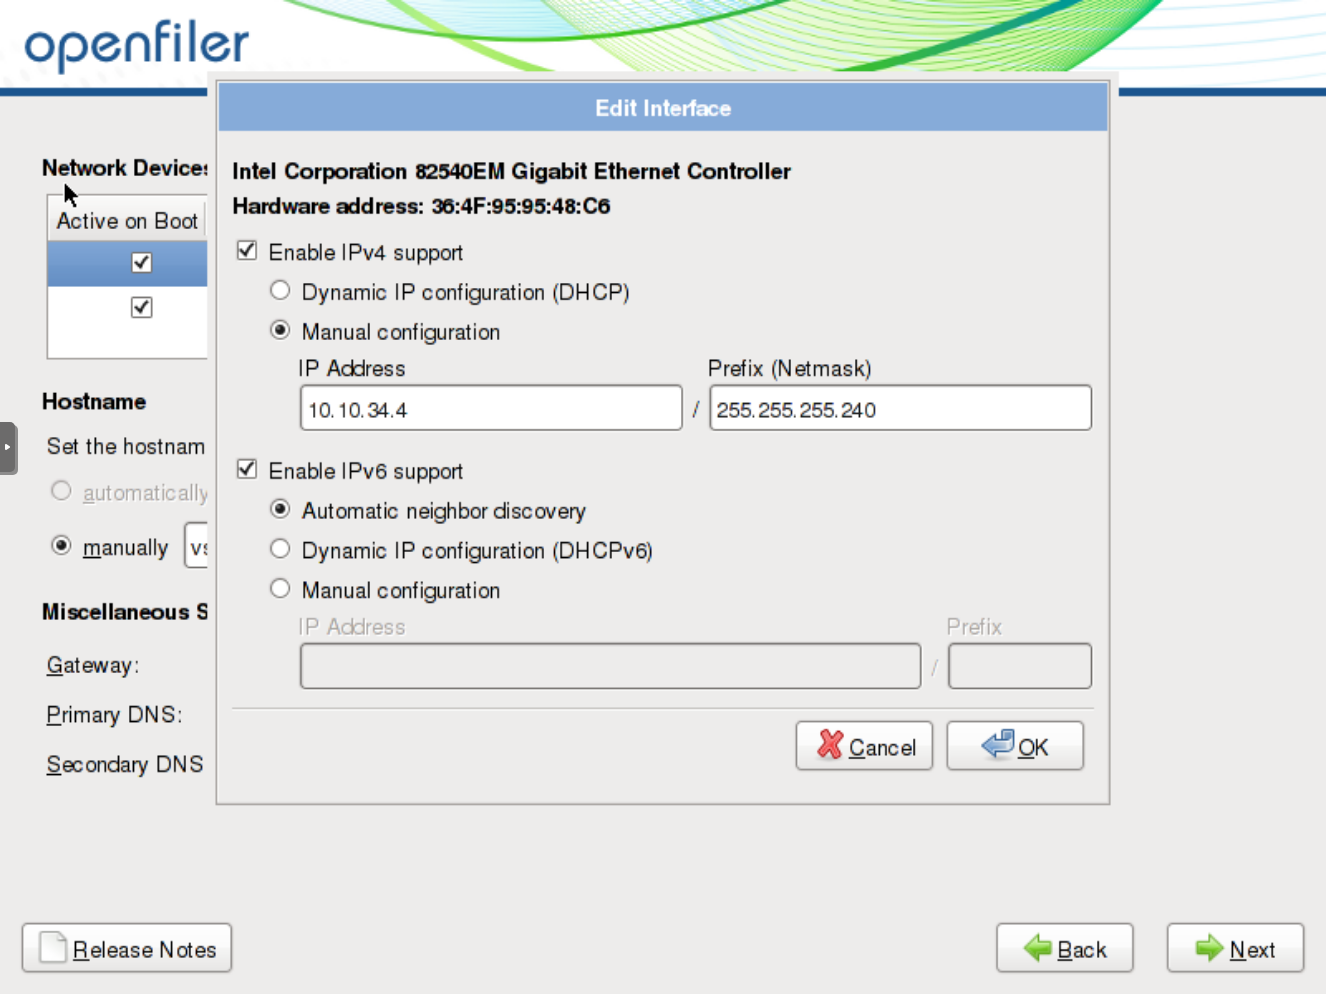 openfiler
Edit Interface
Network Devices
Intel Corporation 82540EM Gigabit Ethernet Controller
Hardware address: 36:4F:95:95:48:C6
Active on Boot
Enable IPv4 support
Dynamic IP configuration (DHCP)
Manual configuration
IP Address
Prefix (Netmask)
10.10.34.4 / 255.255.255.240
Hostname
Set the hostnam
Enable IPv6 support
automatically
Automatic neighbor discovery
manually vs
Dynamic IP configuration (DHCPv6)
Manual configuration
Miscellaneous S
IP Address
Prefix
/
Gateway:
Primary DNS:
Secondary DNS
Cancel
OK
Release Notes
Back
Next